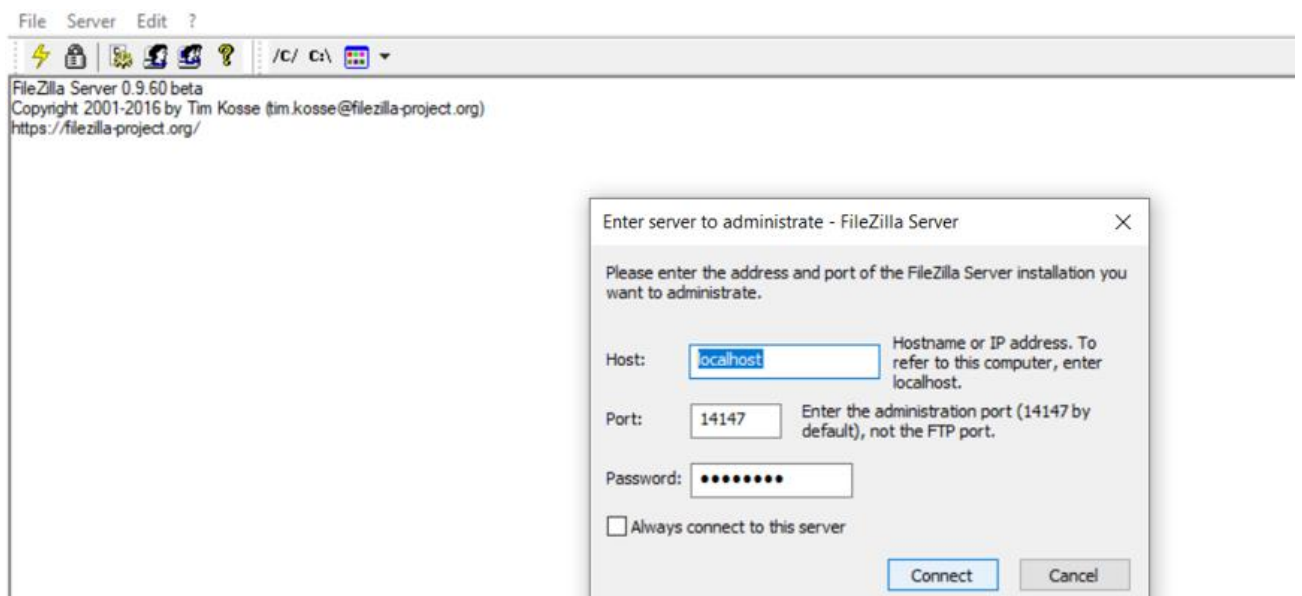 File Server Edit ?
/C/ C:\
FileZilla Server 0.9.60 beta
Copyright 2001-2016 by Tim Kosse (tim.kosse@filezilla-project.org)
https://filezilla-project.org/
Enter server to administrate - FileZilla Server
Please enter the address and port of the FileZilla Server installation you
want to administrate.
Host:
localhost
Hostname or IP address. To
refer to this computer, enter
localhost.
Port:
14147
Enter the administration port (14147 by
default), not the FTP port.
Password: ●●●●●●●●
Always connect to this server
Connect Cancel